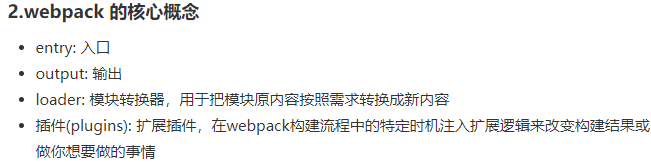 2.webpack 的核心概念
• entry: 入口
• output: 输出
• loader: 模块转换器，用于把模块原内容按照需求转换成新内容
• 插件(plugins): 扩展插件，在webpack构建流程中的特定时机注入扩展逻辑来改变构建结果或
做你想要做的事情